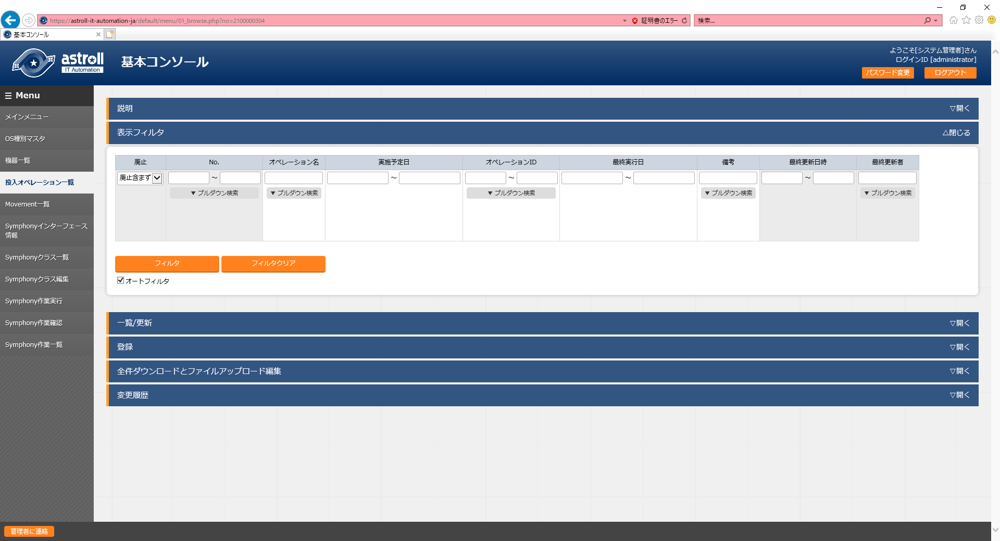 https://astroll-it-automation-ja/default/menu/01_browse.php?no=2100000304
証明書のエラー
検索...
基本コンソール
astroll
IT Automation
基本コンソール
ようこそ[システム管理者]さん
ログインID [administrator]
パスワード変更
ログアウト
Menu
メインメニュー
OS種別マスタ
機器一覧
投入オペレーション一覧
Movement一覧
Symphonyインターフェース
情報
Symphonyクラス一覧
Symphonyクラス編集
Symphony作業実行
Symphony作業確認
Symphony作業一覧
説明
▽開く
表示フィルタ
△閉じる
廃止 No. オペレーション名 実施予定日 オペレーションID 最終実行日 備考 最終更新日時 最終更新者
廃止含まず ～ ～ ～ ～ ～
▼プルダウン検索 ▼プルダウン検索 ▼プルダウン検索 ▼プルダウン検索 ▼プルダウン検索
フィルタ
フィルタクリア
オートフィルタ
一覧/更新
▽開く
登録
▽開く
全件ダウンロードとファイルアップロード編集
▽開く
変更履歴
▽開く
管理者に連絡